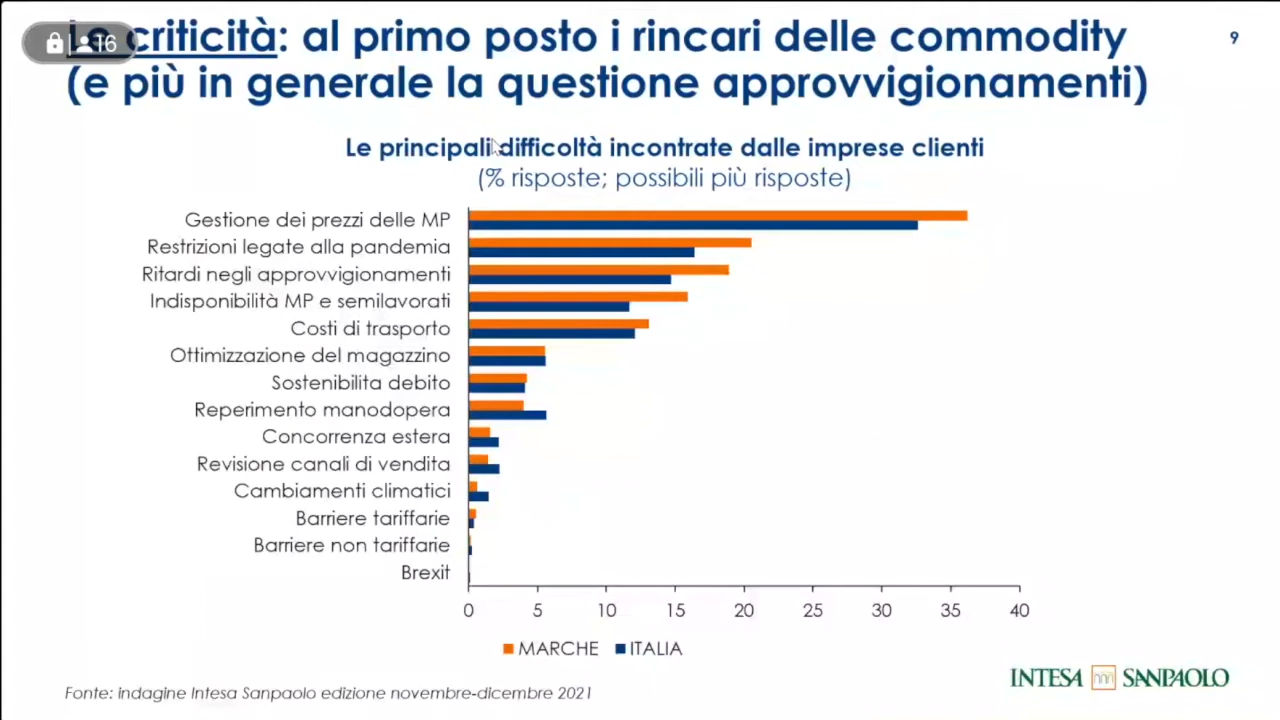 Le criticità: al primo posto i rincari delle commodity
(e più in generale la questione approvvigionamenti)
9
16
Le principali difficoltà incontrate dalle imprese clienti
(% risposte; possibili più risposte)
Gestione dei prezzi delle MP
Restrizioni legate alla pandemia
Ritardi negli approvvigionamenti
Indisponibilità MP e semilavorati
Costi di trasporto
Ottimizzazione del magazzino
Sostenibilita debito
Reperimento manodopera
Concorrenza estera
Revisione canali di vendita
Cambiamenti climatici
Barriere tariffarie
Barriere non tariffarie
Brexit
0 5 10 15 20 25 30 35 40
MARCHE ITALIA
INTESA SANPAOLO
Fonte: indagine Intesa Sanpaolo edizione novembre-dicembre 2021